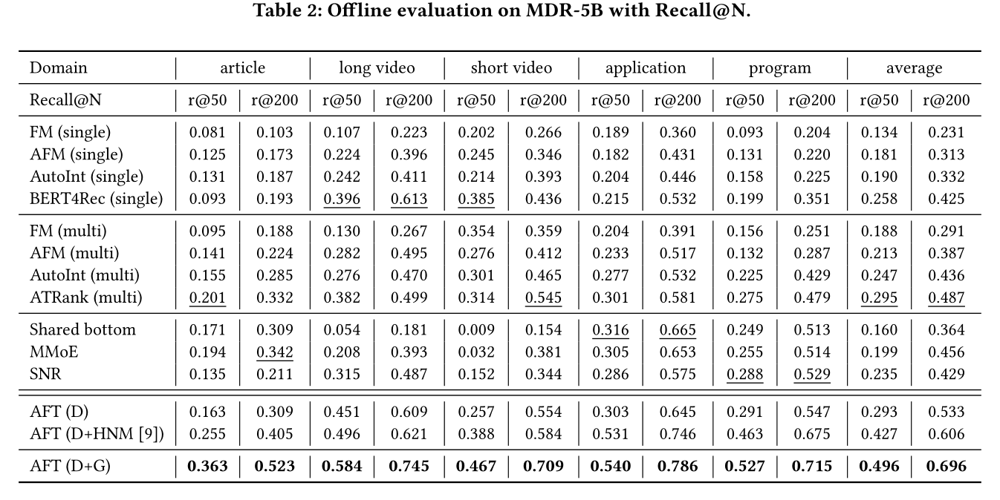 Table 2: Offline evaluation on MDR-5B with Recall@N.
Domain article long video short video application program average
Recall@N r@50 r@200 r@50 r@200 r@50 r@200 r@50 r@200 r@50 r@200 r@50 r@200
FM (single) 0.081 0.103 0.107 0.223 0.202 0.266 0.189 0.360 0.093 0.204 0.134 0.231
AFM (single) 0.125 0.173 0.224 0.396 0.245 0.346 0.182 0.431 0.131 0.220 0.181 0.313
AutoInt (single) 0.131 0.187 0.242 0.411 0.214 0.393 0.204 0.446 0.158 0.225 0.190 0.332
BERT4Rec (single) 0.093 0.193 0.396 0.613 0.385 0.436 0.215 0.532 0.199 0.351 0.258 0.425
FM (multi) 0.095 0.188 0.130 0.267 0.354 0.359 0.204 0.391 0.156 0.251 0.188 0.291
AFM (multi) 0.141 0.224 0.282 0.495 0.276 0.412 0.233 0.517 0.132 0.287 0.213 0.387
AutoInt (multi) 0.155 0.285 0.276 0.470 0.301 0.465 0.277 0.532 0.225 0.429 0.247 0.436
ATRank (multi) 0.201 0.332 0.382 0.499 0.314 0.545 0.301 0.581 0.275 0.479 0.295 0.487
Shared bottom 0.171 0.309 0.054 0.181 0.009 0.154 0.316 0.665 0.249 0.513 0.160 0.364
MMoE 0.194 0.342 0.208 0.393 0.032 0.381 0.305 0.653 0.255 0.514 0.199 0.456
SNR 0.135 0.211 0.315 0.487 0.152 0.344 0.286 0.575 0.288 0.529 0.235 0.429
AFT (D) 0.163 0.309 0.451 0.609 0.257 0.554 0.303 0.645 0.291 0.547 0.293 0.533
AFT (D+HNM [9]) 0.255 0.405 0.496 0.621 0.388 0.584 0.531 0.746 0.463 0.675 0.427 0.606
AFT (D+G) 0.363 0.523 0.584 0.745 0.467 0.709 0.540 0.786 0.527 0.715 0.496 0.696